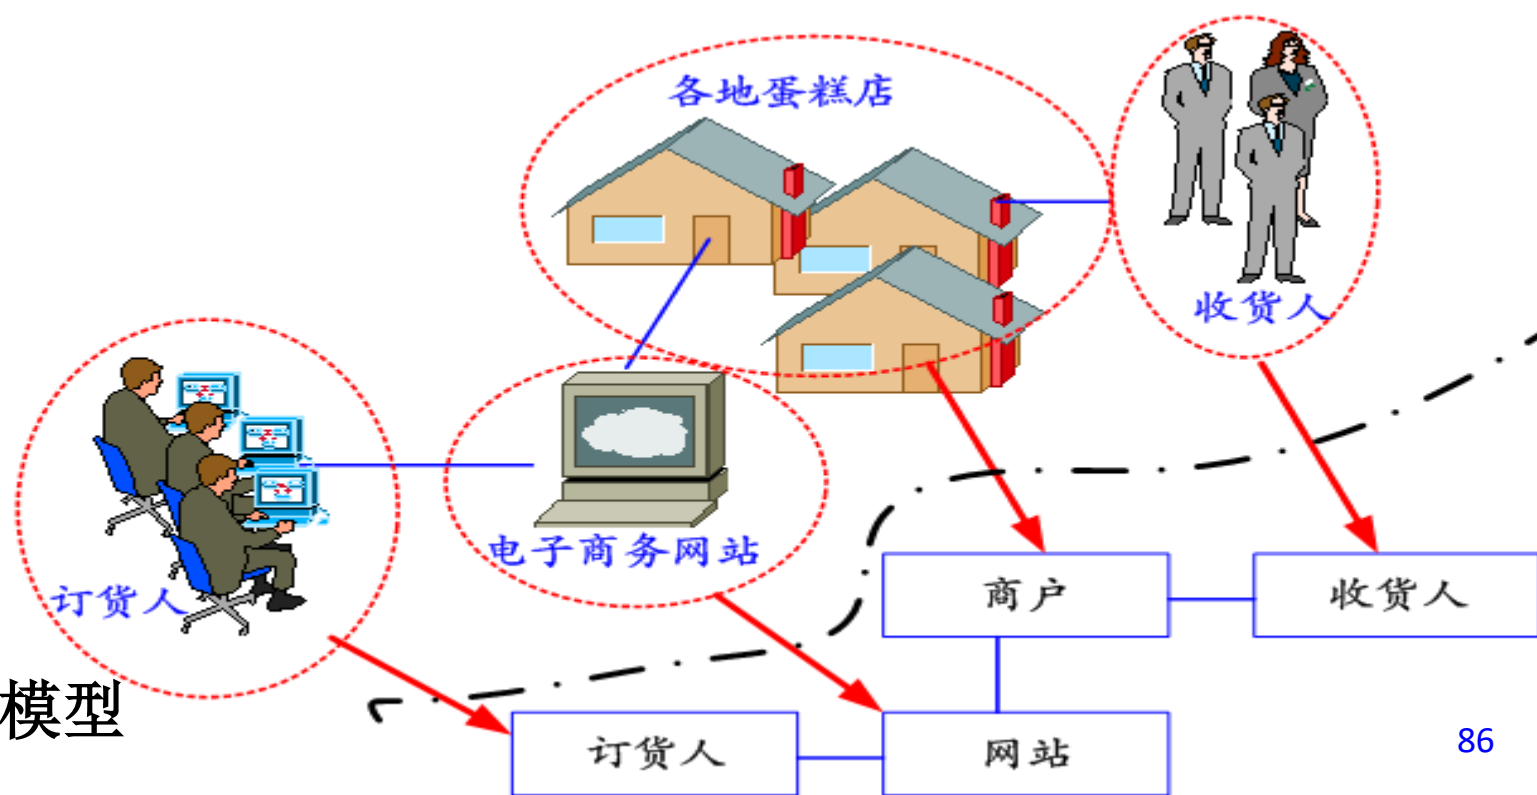 各地蛋糕店
收货人
电子商务网站
订货人
商户
收货人
模型
订货人
网站
86